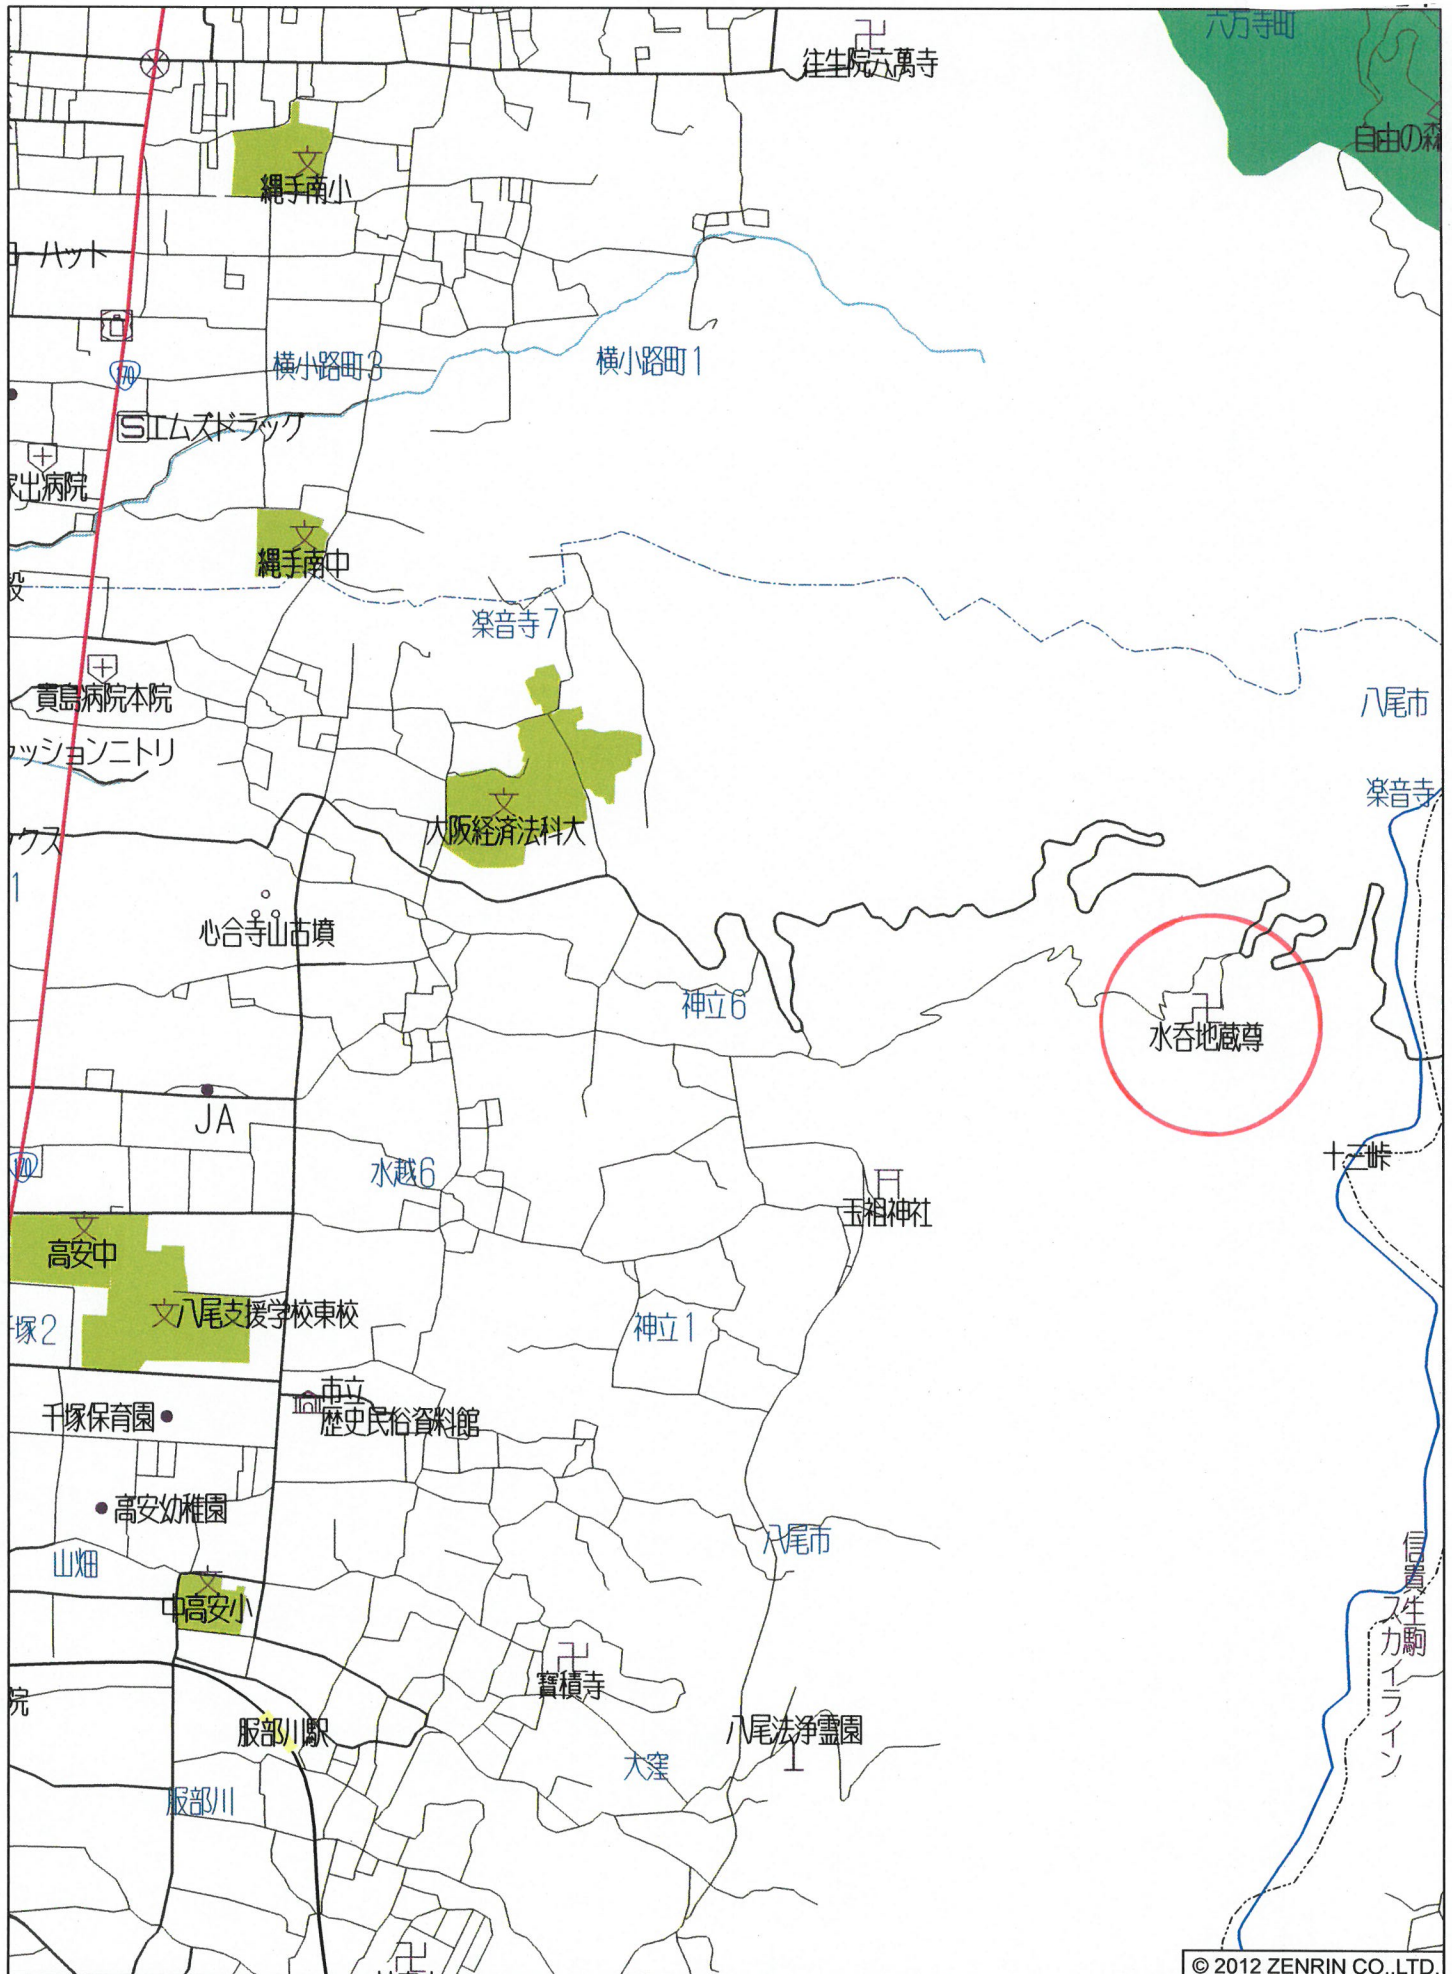 六万寺町
往生院六萬寺
自由の森
縄手南小
ーハット
横小路町3
横小路町1
170
Sエムズドラッグ
出病院
縄手南中
楽音寺7
貴島病院本院
八尾市
ッションニトリ
楽音寺
大阪経済法科大
クス
1
心合寺山古墳
神立6
水呑地蔵尊
JA
十三峠
水越6
170
玉祖神社
高安中
八尾支援学校東校
塚2
神立1
市立
歴史民俗資料館
千塚保育園
高安幼稚園
八尾市
山畑
信貴生駒
スカイライン
中高安小
寶積寺
院
服部川駅
八尾法浄霊園
大窪
服部川
© 2012 ZENRIN CO.,LTD.